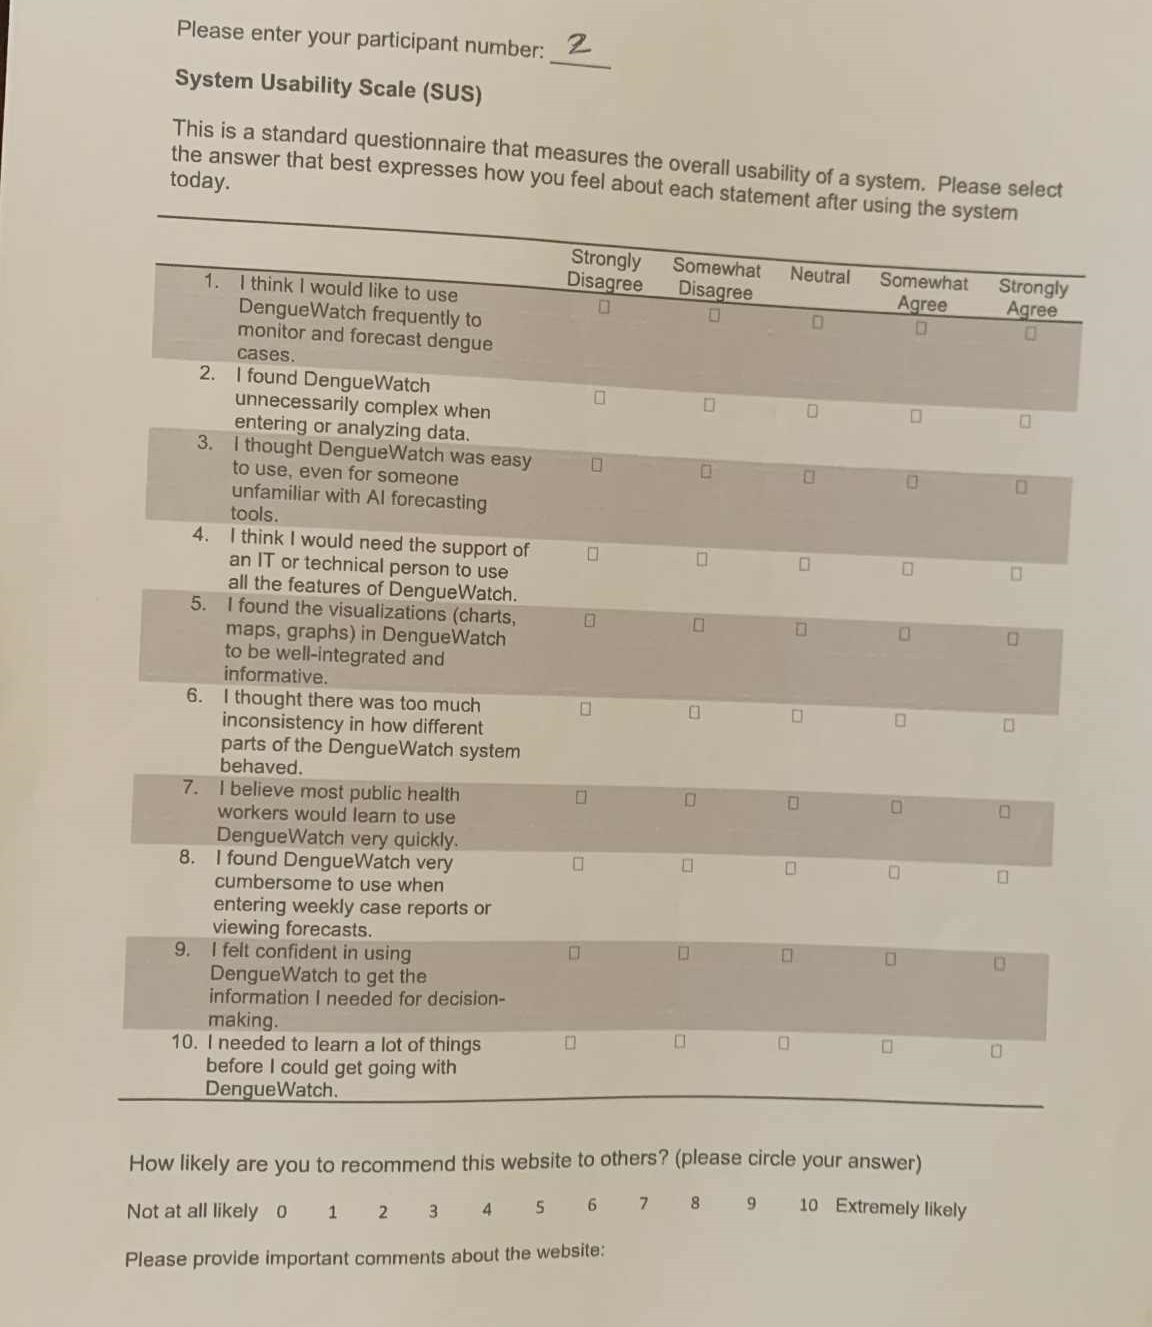 Please enter your participant number: 2
System Usability Scale (SUS)
This is a standard questionnaire that measures the overall usability of a system. Please select
the answer that best expresses how you feel about each statement after using the system
today.
Strongly Disagree Somewhat Disagree Neutral Somewhat Agree Strongly Agree
1. I think I would like to use
DengueWatch frequently to
monitor and forecast dengue
cases.
2. I found DengueWatch
unnecessarily complex when
entering or analyzing data.
3. I thought DengueWatch was easy
to use, even for someone
unfamiliar with AI forecasting
tools.
4. I think I would need the support of
an IT or technical person to use
all the features of DengueWatch.
5. I found the visualizations (charts,
maps, graphs) in DengueWatch
to be well-integrated and
informative.
6. I thought there was too much
inconsistency in how different
parts of the DengueWatch system
behaved.
7. I believe most public health
workers would learn to use
DengueWatch very quickly.
8. I found DengueWatch very
cumbersome to use when
entering weekly case reports or
viewing forecasts.
9. I felt confident in using
DengueWatch to get the
information I needed for decision-
making.
10. I needed to learn a lot of things
before I could get going with
DengueWatch.
How likely are you to recommend this website to others? (please circle your answer)
Not at all likely 0 1 2 3 4 5 6 7 8 9 10 Extremely likely
Please provide important comments about the website: